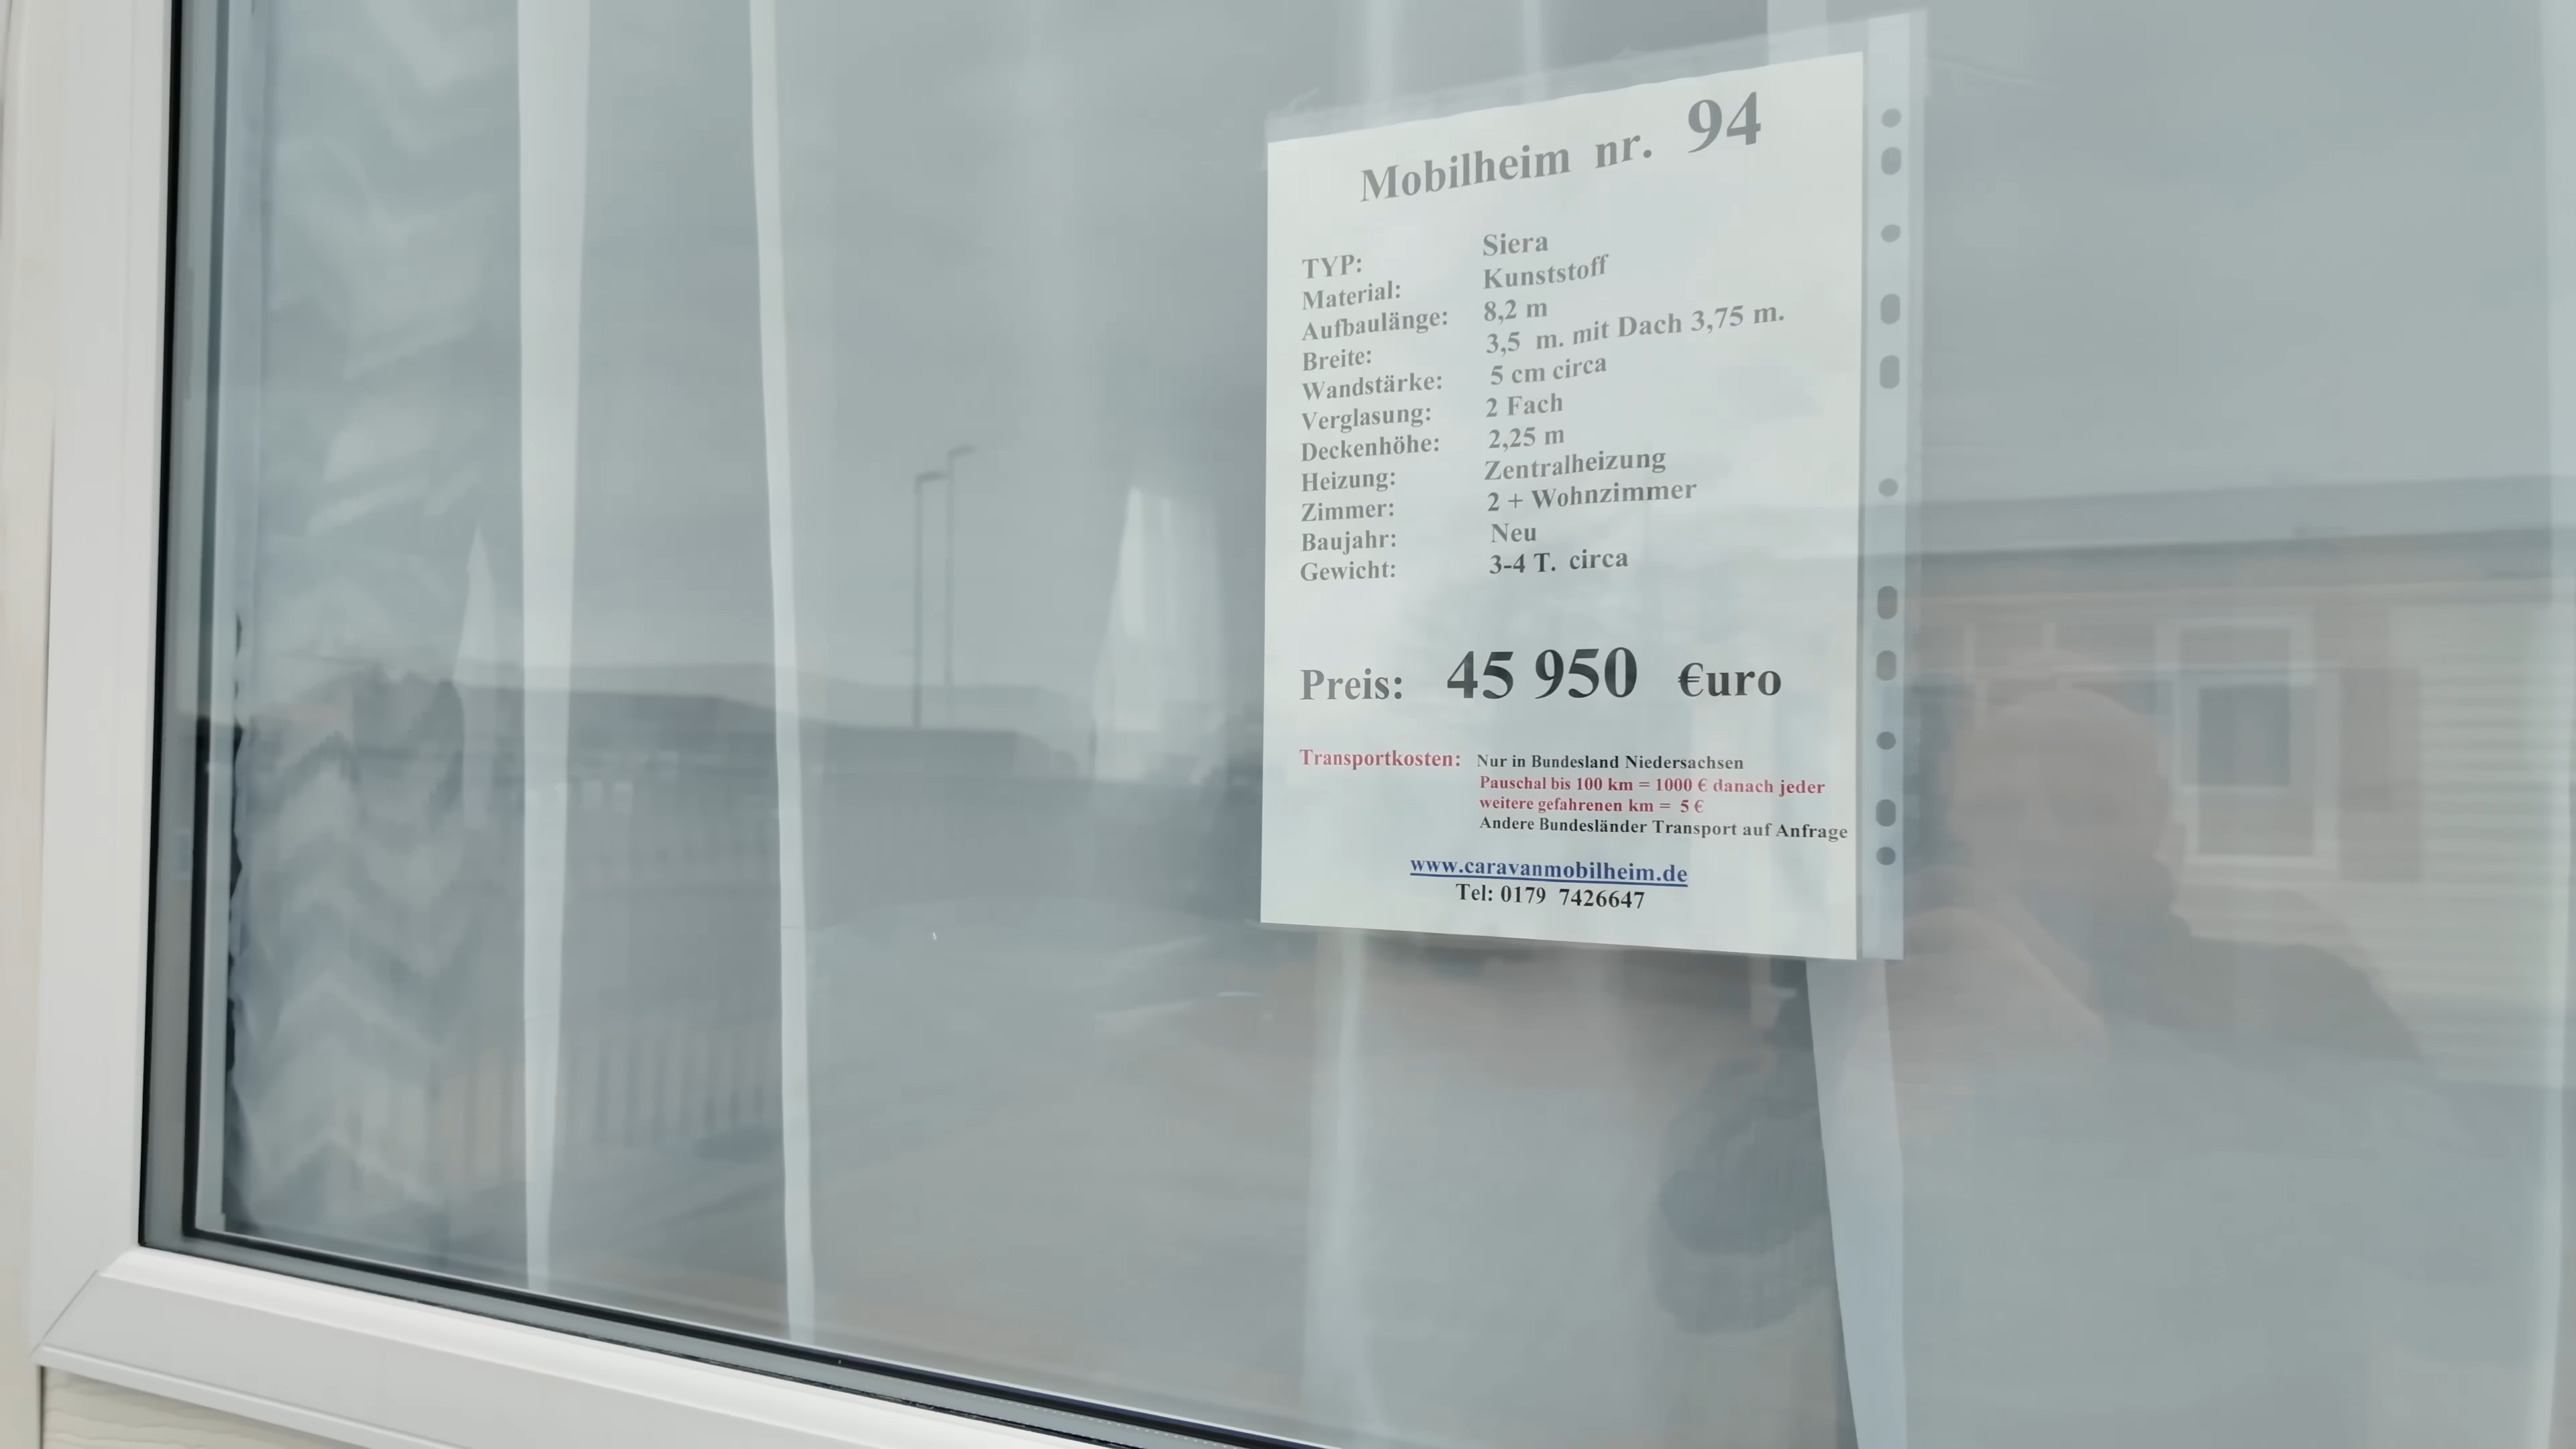 Mobilheim nr. 94
TYP: Siera
Material: Kunststoff
Aufbaulänge: 8,2 m
Breite: 3,5 m. mit Dach 3,75 m.
Wandstärke: 5 cm circa
Verglasung: 2 Fach
Deckenhöhe: 2,25 m
Heizung: Zentralheizung
Zimmer: 2 + Wohnzimmer
Baujahr: Neu
Gewicht: 3-4 T. circa
Preis: 45 950 €uro
Transportkosten: Nur in Bundesland Niedersachsen
Pauschal bis 100 km = 1000 € danach jeder
weitere gefahrenen km = 5 €
Andere Bundesländer Transport auf Anfrage
www.caravanmobilheim.de
Tel: 0179 7426647